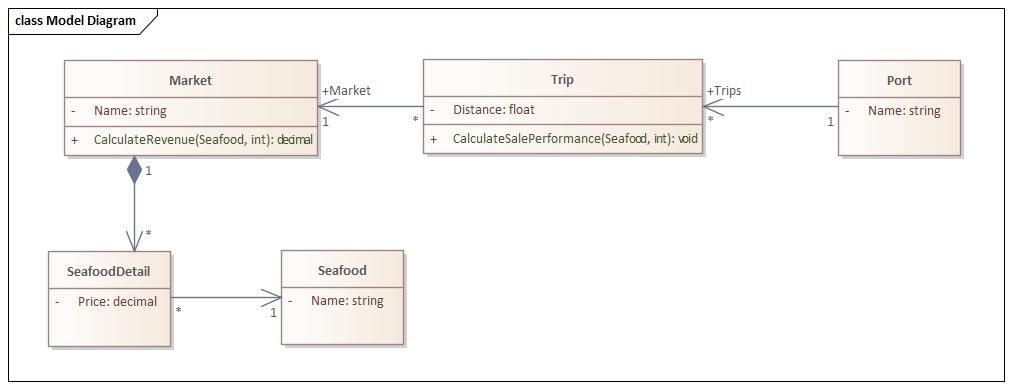 class Model Diagram
Market
- Name: string
+ CalculateRevenue(Seafood, int): decimal
+Market
1
*
Trip
- Distance: float
+ CalculateSalePerformance(Seafood, int): void
+Trips
*
1
Port
- Name: string
1
*
SeafoodDetail
- Price: decimal
*
1
Seafood
- Name: string